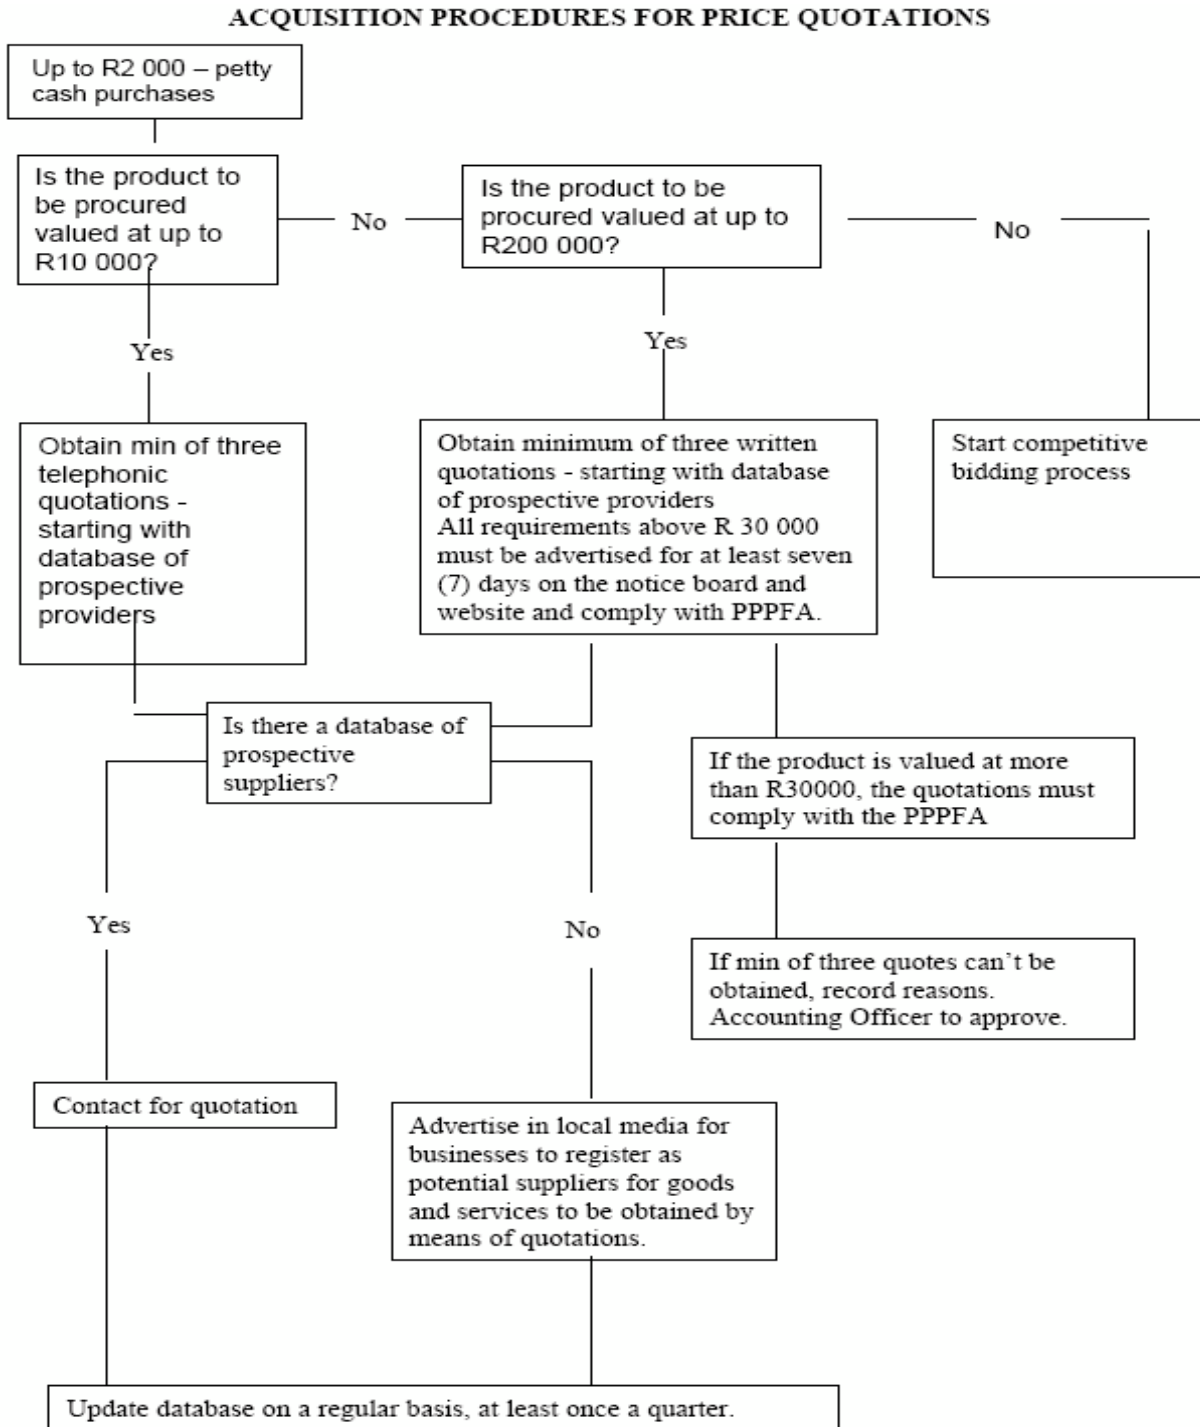 ACQUISITION PROCEDURES FOR PRICE QUOTATIONS
Up to R2 000 – petty
cash purchases
Is the product to
be procured
valued at up to
R10 000?
No
Is the product to be
procured valued at up to
R200 000?
No
Yes
Yes
Obtain min of three
telephonic
quotations -
starting with
database of
prospective
providers
Obtain minimum of three written
quotations - starting with database
of prospective providers
All requirements above R 30 000
must be advertised for at least seven
(7) days on the notice board and
website and comply with PPPFA.
Start competitive
bidding process
Is there a database of
prospective
suppliers?
If the product is valued at more
than R30000, the quotations must
comply with the PPPFA
Yes
No
If min of three quotes can't be
obtained, record reasons.
Accounting Officer to approve.
Contact for quotation
Advertise in local media for
businesses to register as
potential suppliers for goods
and services to be obtained by
means of quotations.
Update database on a regular basis, at least once a quarter.